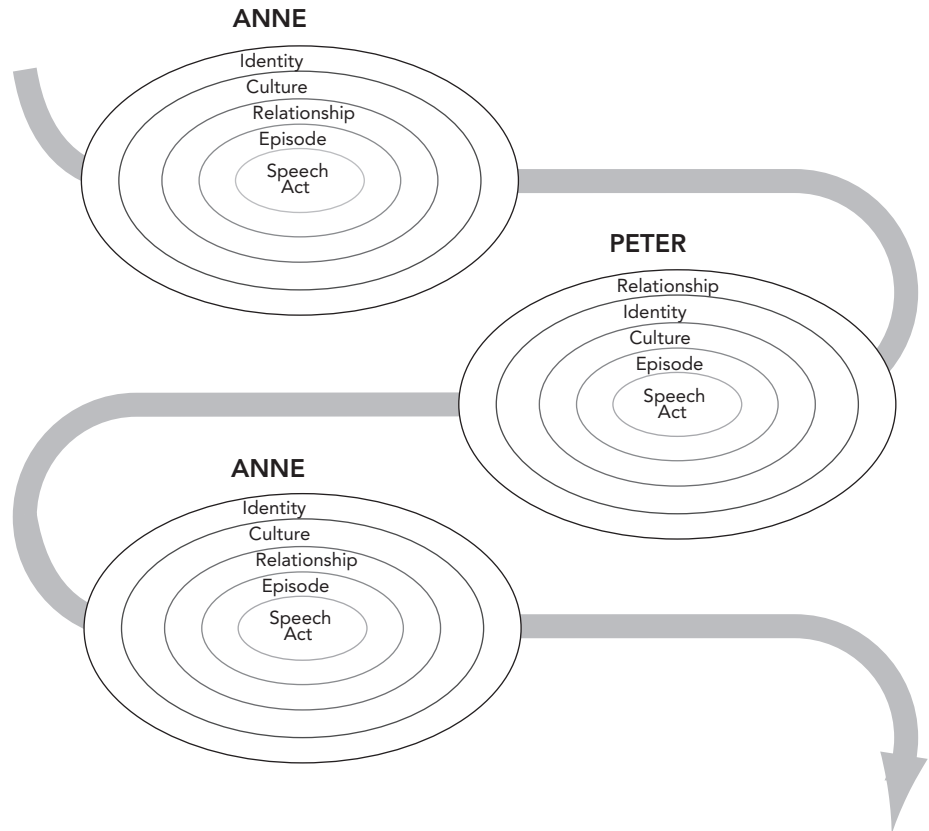 ANNE
Identity
Culture
Relationship
Episode
Speech
Act
PETER
Relationship
Identity
Culture
Episode
Speech
Act
ANNE
Identity
Culture
Relationship
Episode
Speech
Act